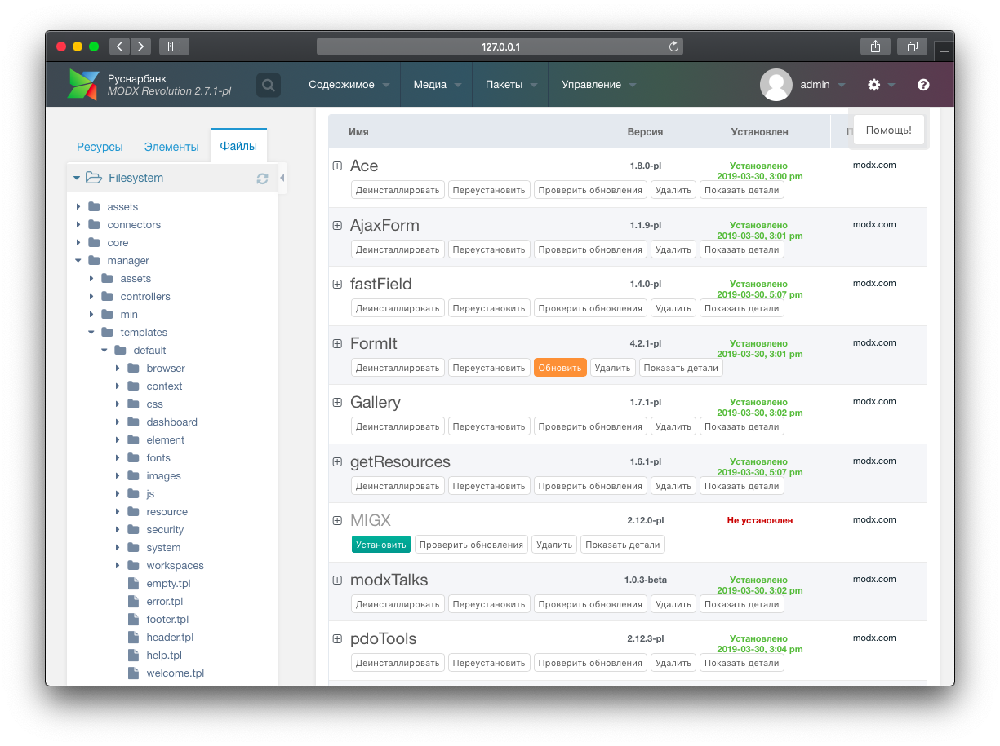 127.0.0.1
Руснарбанк
MODX Revolution 2.7.1-pl
Содержимое
Медиа
Пакеты
Управление
admin
Ресурсы
Элементы
Файлы
Filesystem
assets
connectors
core
manager
assets
controllers
min
templates
default
browser
context
css
dashboard
element
fonts
images
js
resource
security
system
workspaces
empty.tpl
error.tpl
footer.tpl
header.tpl
help.tpl
welcome.tpl
Помощь!
Имя Версия Установлен
Ace 1.8.0-pl Установлено modx.com
2019-03-30, 3:00 pm
Деинсталлировать Переустановить Проверить обновления Удалить Показать детали
AjaxForm 1.1.9-pl Установлено modx.com
2019-03-30, 3:01 pm
Деинсталлировать Переустановить Проверить обновления Удалить Показать детали
fastField 1.4.0-pl Установлено modx.com
2019-03-30, 5:07 pm
Деинсталлировать Переустановить Проверить обновления Удалить Показать детали
FormIt 4.2.1-pl Установлено modx.com
2019-03-30, 3:01 pm
Деинсталлировать Переустановить Обновить Удалить Показать детали
Gallery 1.7.1-pl Установлено modx.com
2019-03-30, 3:02 pm
Деинсталлировать Переустановить Проверить обновления Удалить Показать детали
getResources 1.6.1-pl Установлено modx.com
2019-03-30, 5:07 pm
Деинсталлировать Переустановить Проверить обновления Удалить Показать детали
MIGX 2.12.0-pl Не установлен modx.com
Установить Проверить обновления Удалить Показать детали
modxTalks 1.0.3-beta Установлено modx.com
2019-03-30, 3:02 pm
Деинсталлировать Переустановить Проверить обновления Удалить Показать детали
pdoTools 2.12.3-pl Установлено modx.com
2019-03-30, 3:04 pm
Деинсталлировать Переустановить Проверить обновления Удалить Показать детали